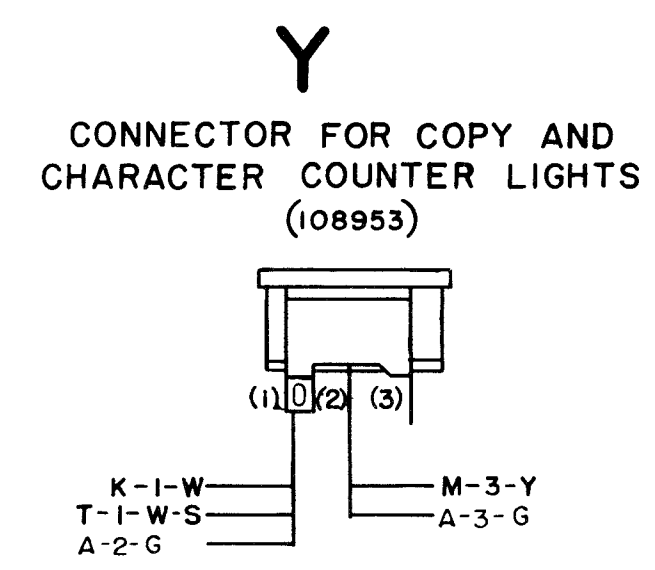 Y
CONNECTOR FOR COPY AND
CHARACTER COUNTER LIGHTS
(108953)
(1) 0 (2) (3)
K-1-W M-3-Y
T-1-W-S A-3-G
A-2-G